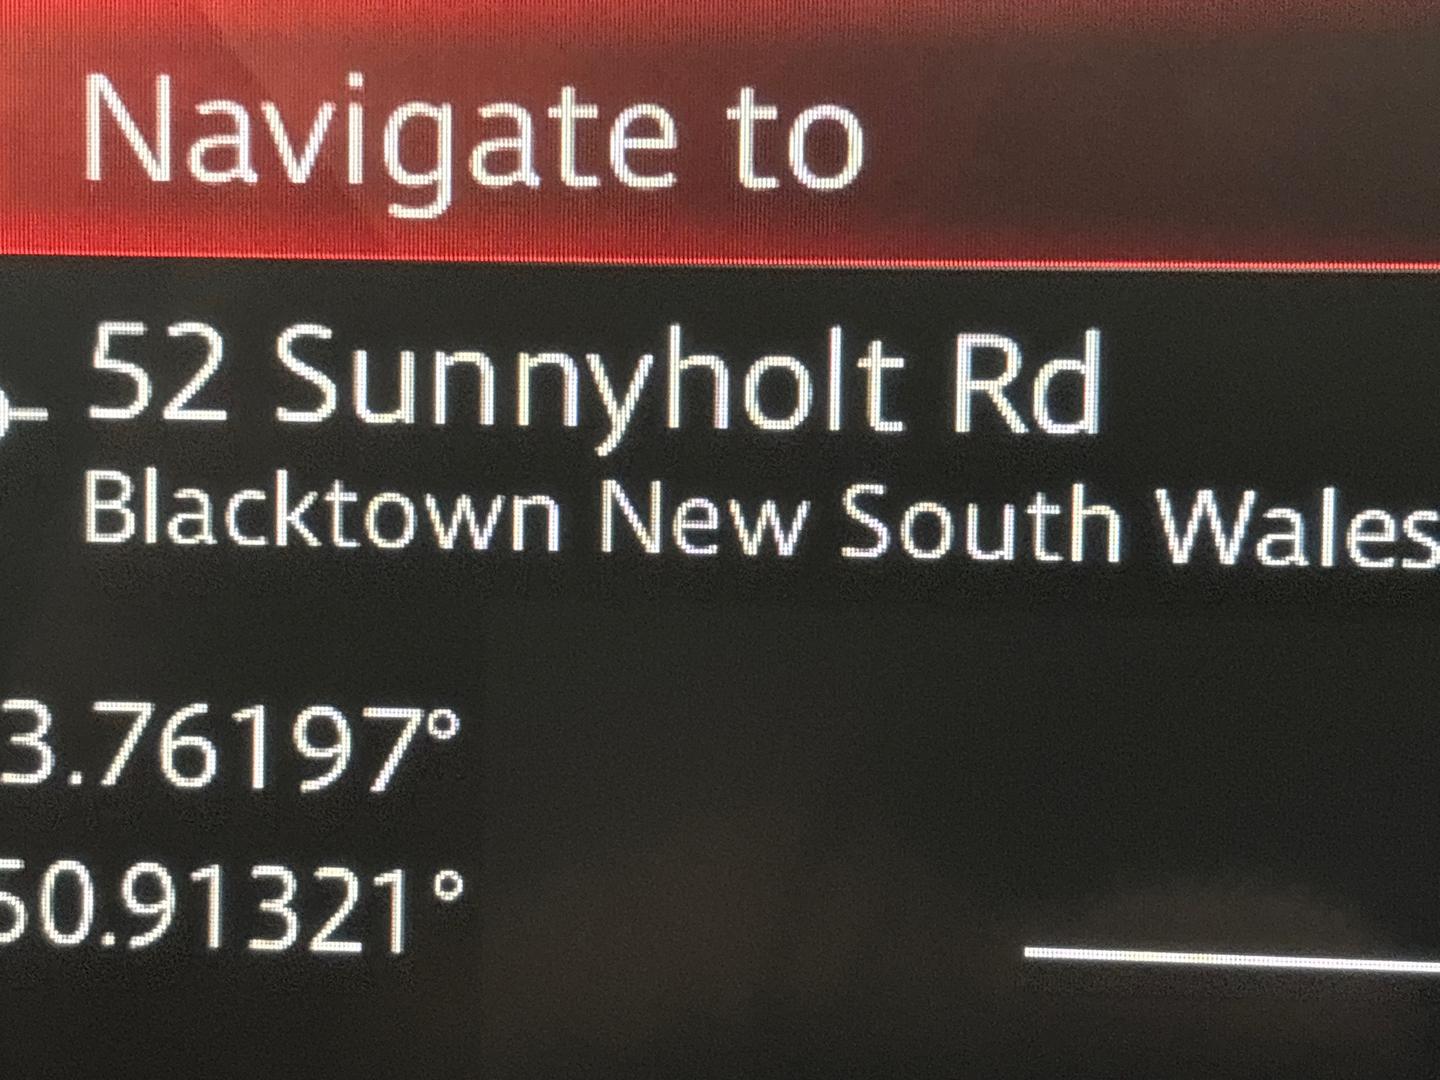 Navigate to
52 Sunnyholt Rd
Blacktown New South Wales
3.76197°
50.91321°